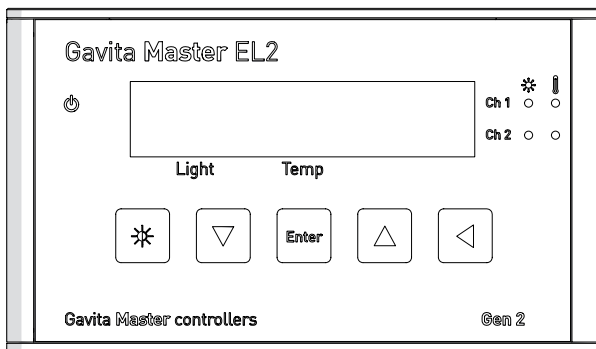 Gavita Master EL2
Ch 1
Ch 2
Light Temp
Enter
Gavita Master controllers Gen 2